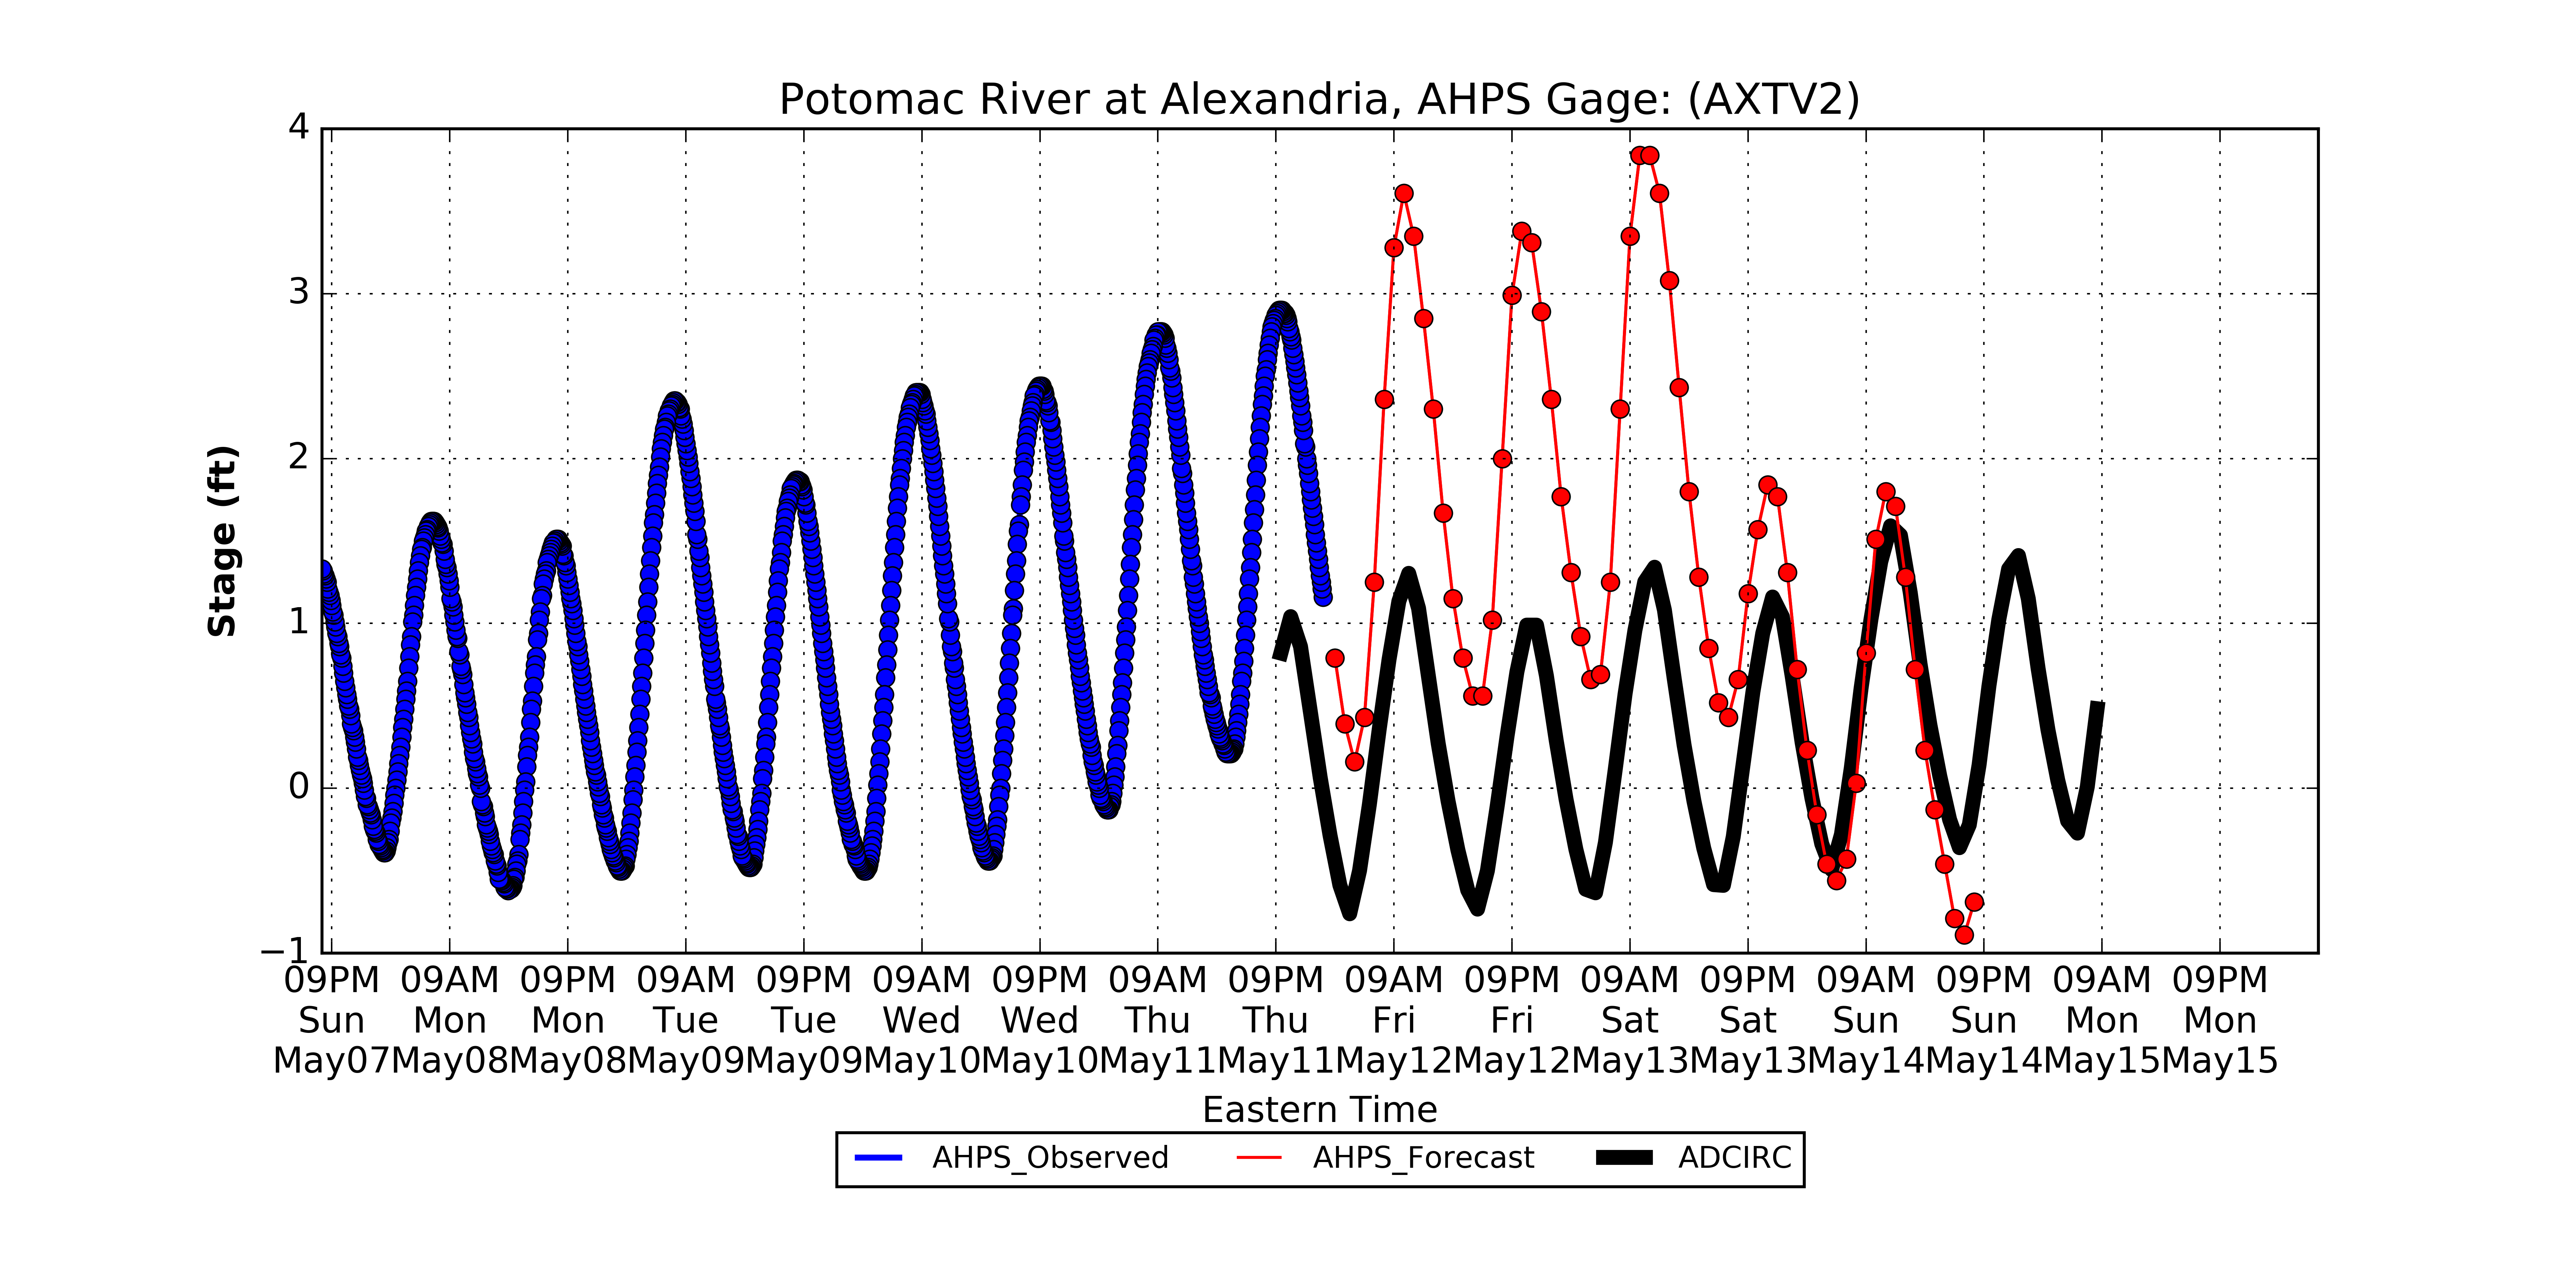 Potomac River at Alexandria, AHPS Gage: (AXTV2)
4
3
2
1
0
−1
Stage (ft)
09PM 09AM 09PM 09AM 09PM 09AM 09PM 09AM 09PM 09AM 09PM 09AM 09PM 09AM 09PM 09AM 09PM
Sun Mon Mon Tue Tue Wed Wed Thu Thu Fri Fri Sat Sat Sun Sun Mon Mon
May07 May08 May08 May09 May09 May10 May10 May11 May11 May12 May12 May13 May13 May14 May14 May15 May15
Eastern Time
AHPS_Observed AHPS_Forecast ADCIRC